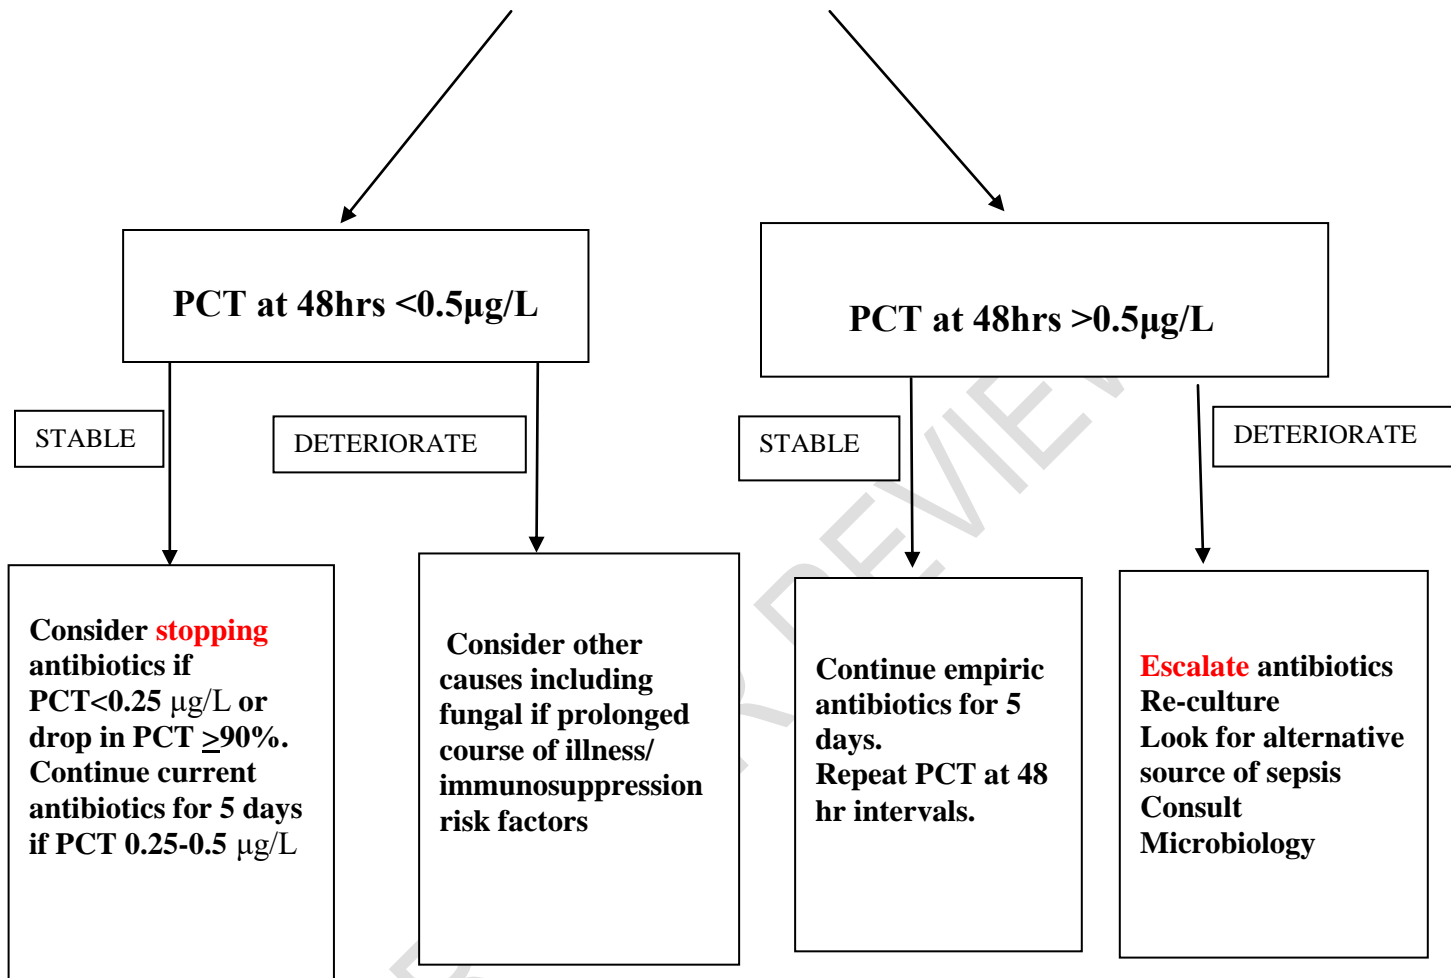 PCT at 48hrs <0.5µg/L
PCT at 48hrs >0.5µg/L
STABLE
DETERIORATE
STABLE
DETERIORATE
Consider stopping
antibiotics if
PCT<0.25 µg/L or
drop in PCT ≥90%.
Continue current
antibiotics for 5 days
if PCT 0.25-0.5 µg/L
Consider other
causes including
fungal if prolonged
course of illness/
immunosuppression
risk factors
Continue empiric
antibiotics for 5
days.
Repeat PCT at 48
hr intervals.
Escalate antibiotics
Re-culture
Look for alternative
source of sepsis
Consult
Microbiology
R REVIEW